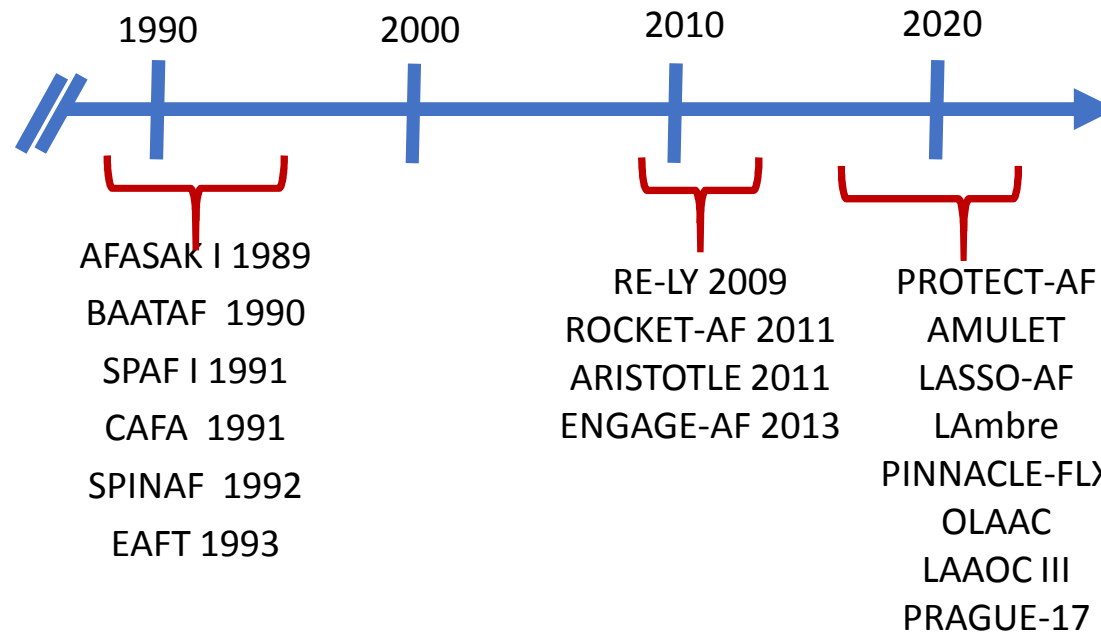 1990
2000
2010
2020
AFASAK I 1989
BAATAF 1990
SPAF I 1991
CAFA 1991
SPINAF 1992
EAFT 1993
RE-LY 2009
ROCKET-AF 2011
ARISTOTLE 2011
ENGAGE-AF 2013
PROTECT-AF
AMULET
LASSO-AF
LAmbre
PINNACLE-FLX
OLAAC
LAAOC III
PRAGUE-17